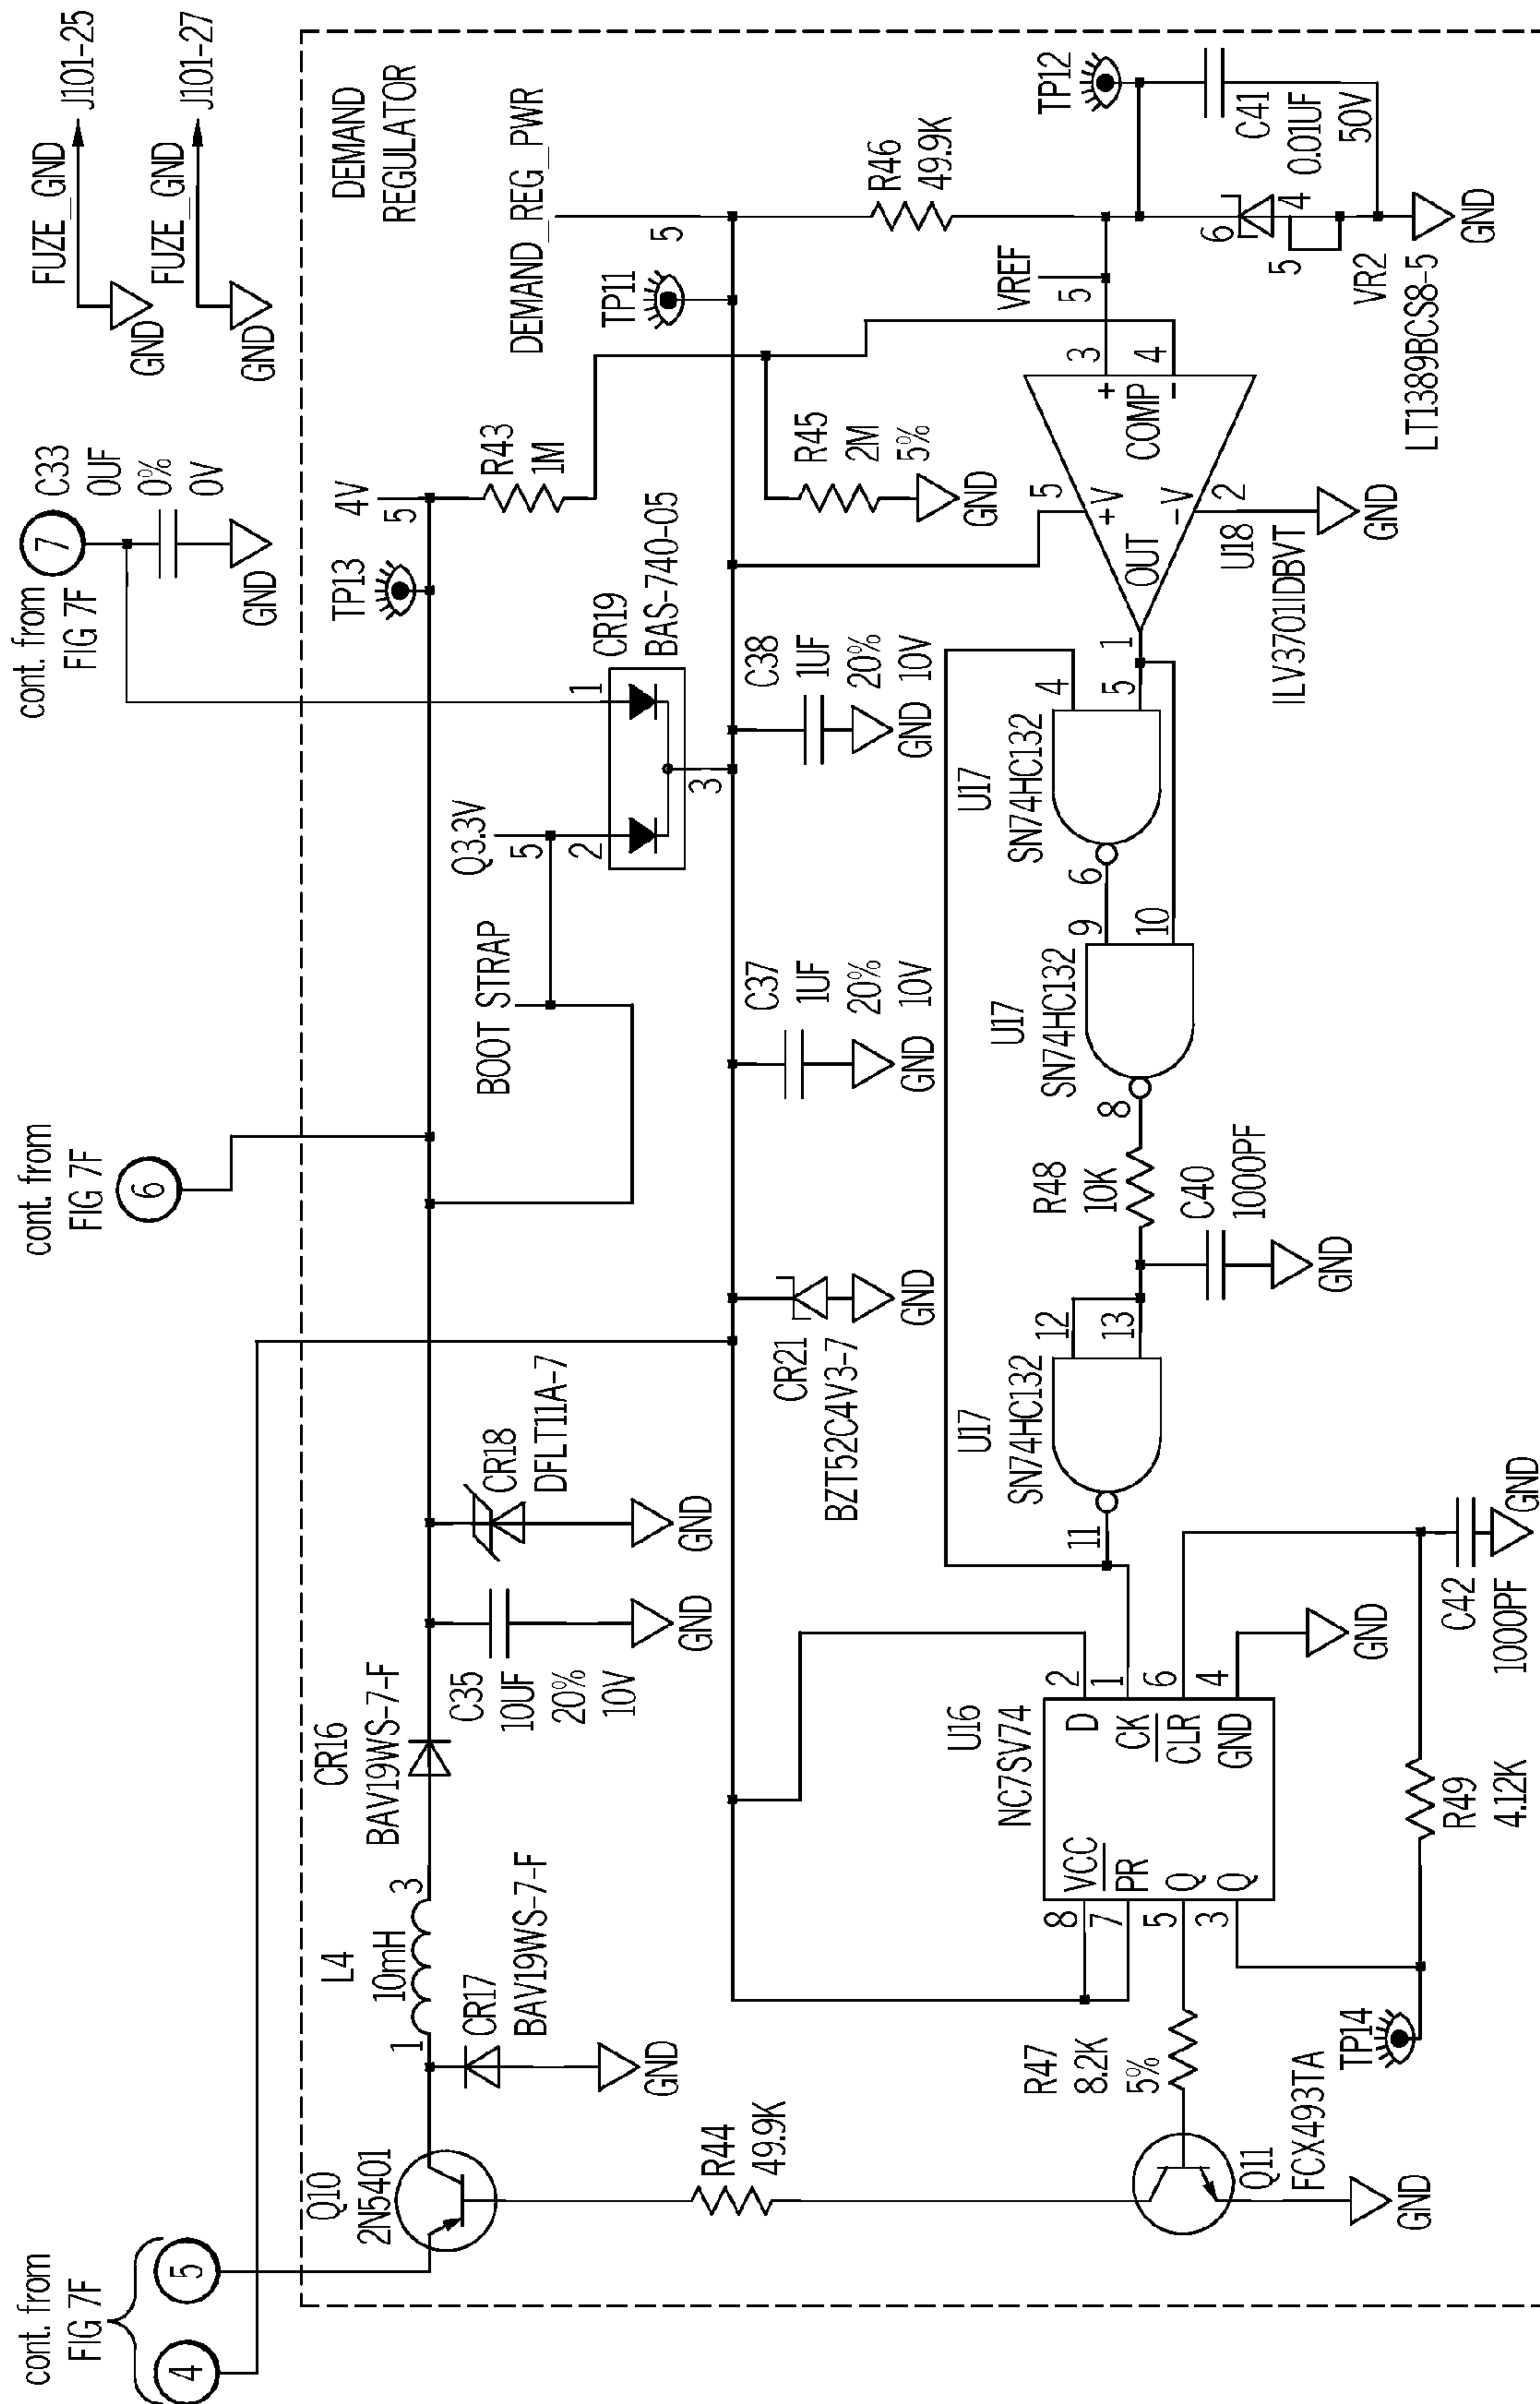 cont. from
FIG 7F
4
5
cont. from
FIG 7F
6
cont. from
FIG 7F
7
C33
0UF
0%
0V
GND
FUZE_GND
J101-25
GND
FUZE_GND
J101-27
GND
DEMAND
REGULATOR
Q10
2N5401
1
L4
10mH
3
CR17
BAV19WS-7-F
GND
CR16
BAV19WS-7-F
C35
10UF
20%
10V
GND
CR18
DFLT11A-7
GND
BOOT STRAP
Q3.3V
5
2
1
3
CR19
BAS-740-05
TP13
4V
5
R43
1M
DEMAND_REG_PWR
5
TP11
R44
49.9K
CR21
BZT52C4V3-7
GND
C37
1UF
20%
10V
GND
C38
1UF
20%
10V
GND
R45
2M
5%
GND
R46
49.9K
TP12
VREF
5
C41
0.01UF
50V
6
5
4
GND
VR2
LT1389BCS8-5
3
4
+
COMP
-
5
+V
-V
2
OUT
1
U18
ILV3701IDBVT
GND
U17
SN74HC132
4
5
6
U17
SN74HC132
9
10
8
R48
10K
C40
1000PF
GND
U17
SN74HC132
12
13
11
U16
NC7SV74
VCC
PR
Q
Q
D
CK
CLR
GND
8
7
5
3
2
1
6
4
GND
R47
8.2K
5%
Q11
FCX493TA
GND
TP14
R49
4.12K
C42
1000PF
GND